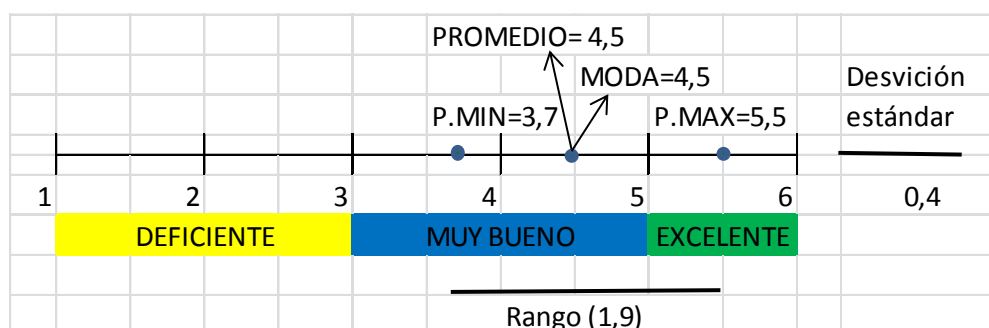 PROMEDIO= 4,5
MODA=4,5
Desvición
estándar
P.MIN=3,7
P.MAX=5,5
1 2 3 4 5 6
0,4
DEFICIENTE MUY BUENO EXCELENTE
Rango (1,9)